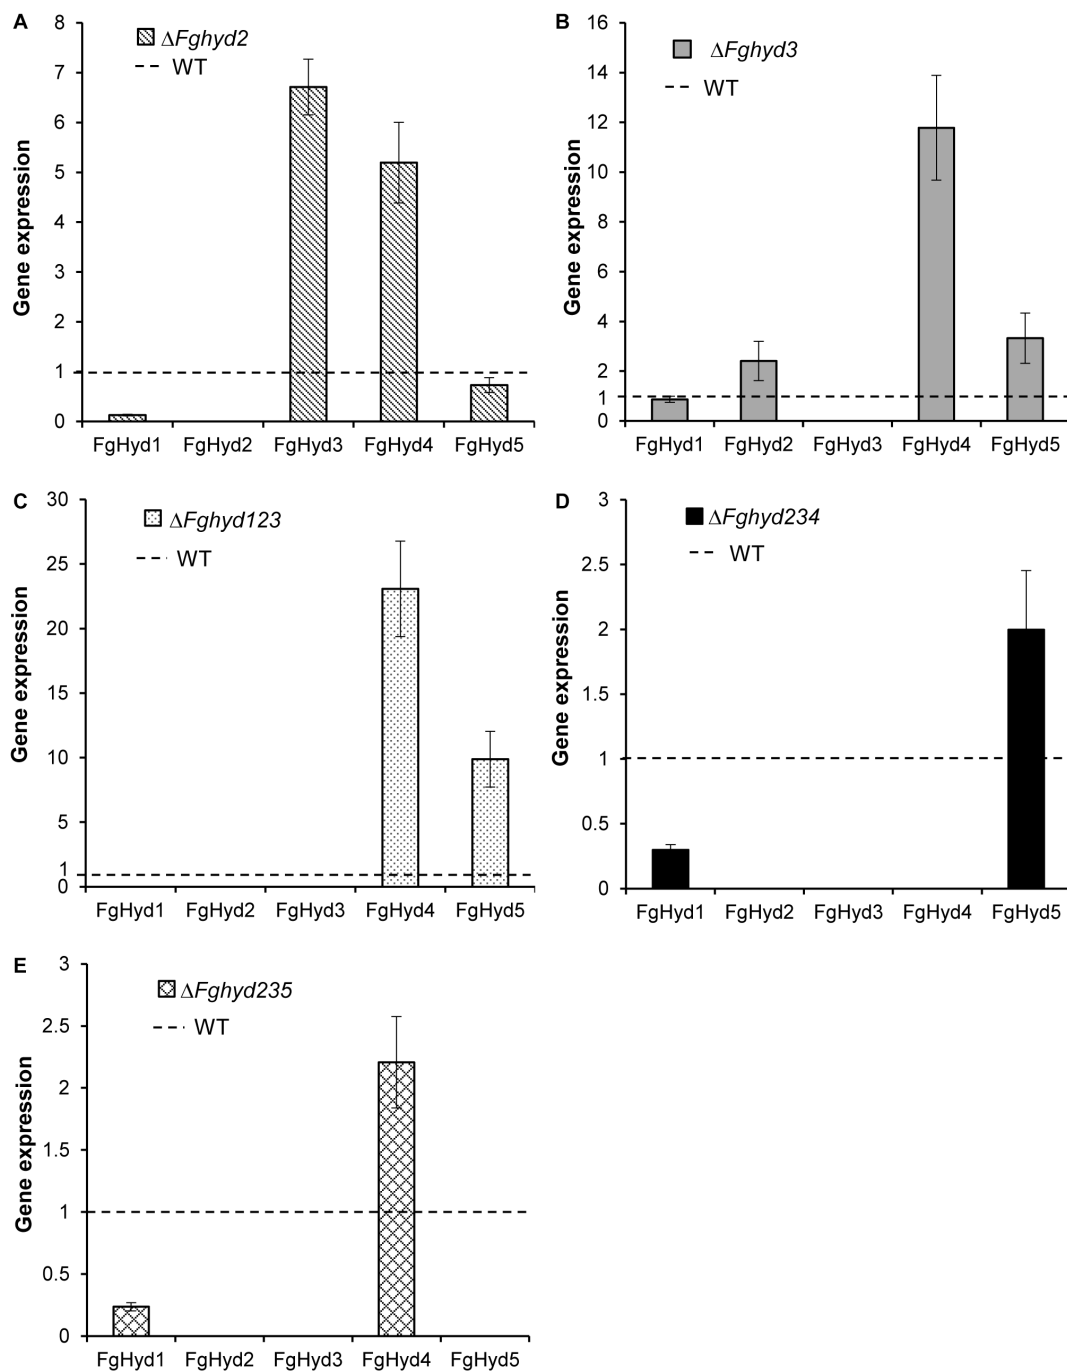 A
8
7
6
5
4
3
2
1
0
Gene expression
ΔFghyd2
WT
FgHyd1 FgHyd2 FgHyd3 FgHyd4 FgHyd5
B
16
14
12
10
8
6
4
2
1
0
Gene expression
ΔFghyd3
WT
FgHyd1 FgHyd2 FgHyd3 FgHyd4 FgHyd5
C
30
25
20
15
10
5
1
0
Gene expression
ΔFghyd123
WT
FgHyd1 FgHyd2 FgHyd3 FgHyd4 FgHyd5
D
3
2.5
2
1.5
1
0.5
0
Gene expression
ΔFghyd234
WT
FgHyd1 FgHyd2 FgHyd3 FgHyd4 FgHyd5
E
3
2.5
2
1.5
1
0.5
0
Gene expression
ΔFghyd235
WT
FgHyd1 FgHyd2 FgHyd3 FgHyd4 FgHyd5